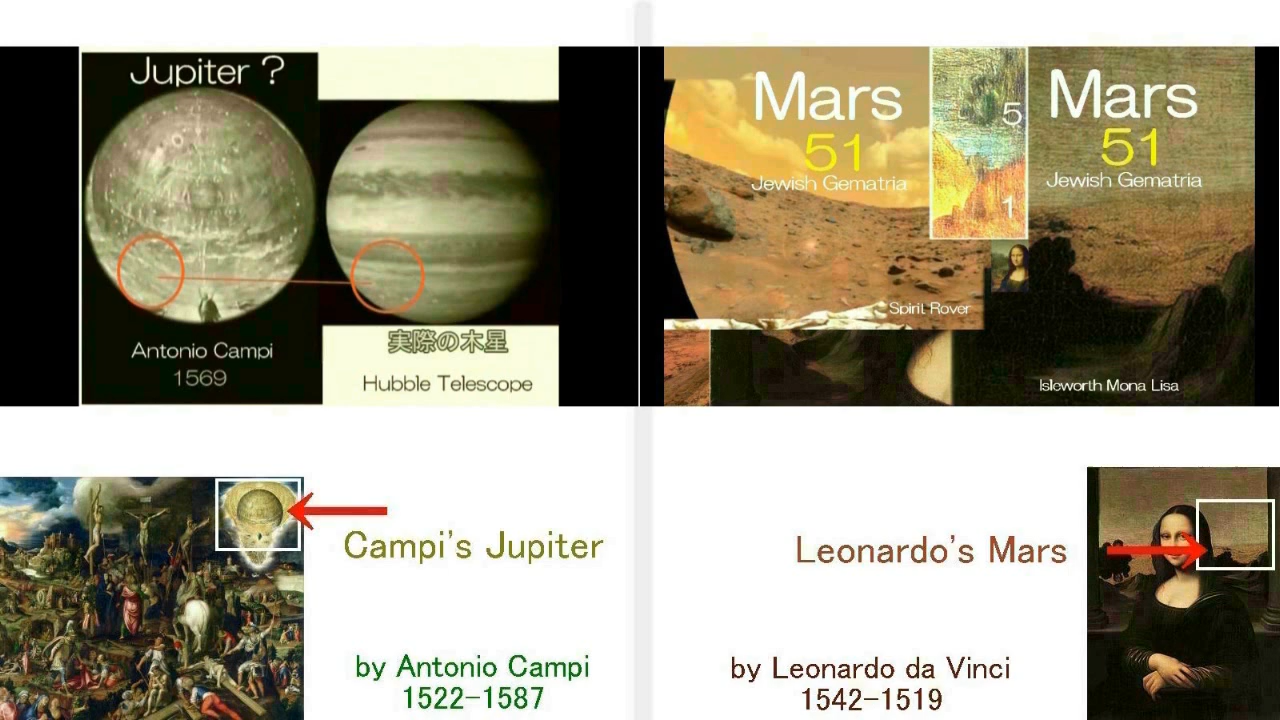 Jupiter ?
Antonio Campi
1569
実際の木星
Hubble Telescope
Mars
51
Jewish Gematria
Spirit Rover
5
1
Mars
51
Jewish Gematria
Isleworth Mona Lisa
Campi's Jupiter
by Antonio Campi
1522-1587
Leonardo's Mars
by Leonardo da Vinci
1542-1519